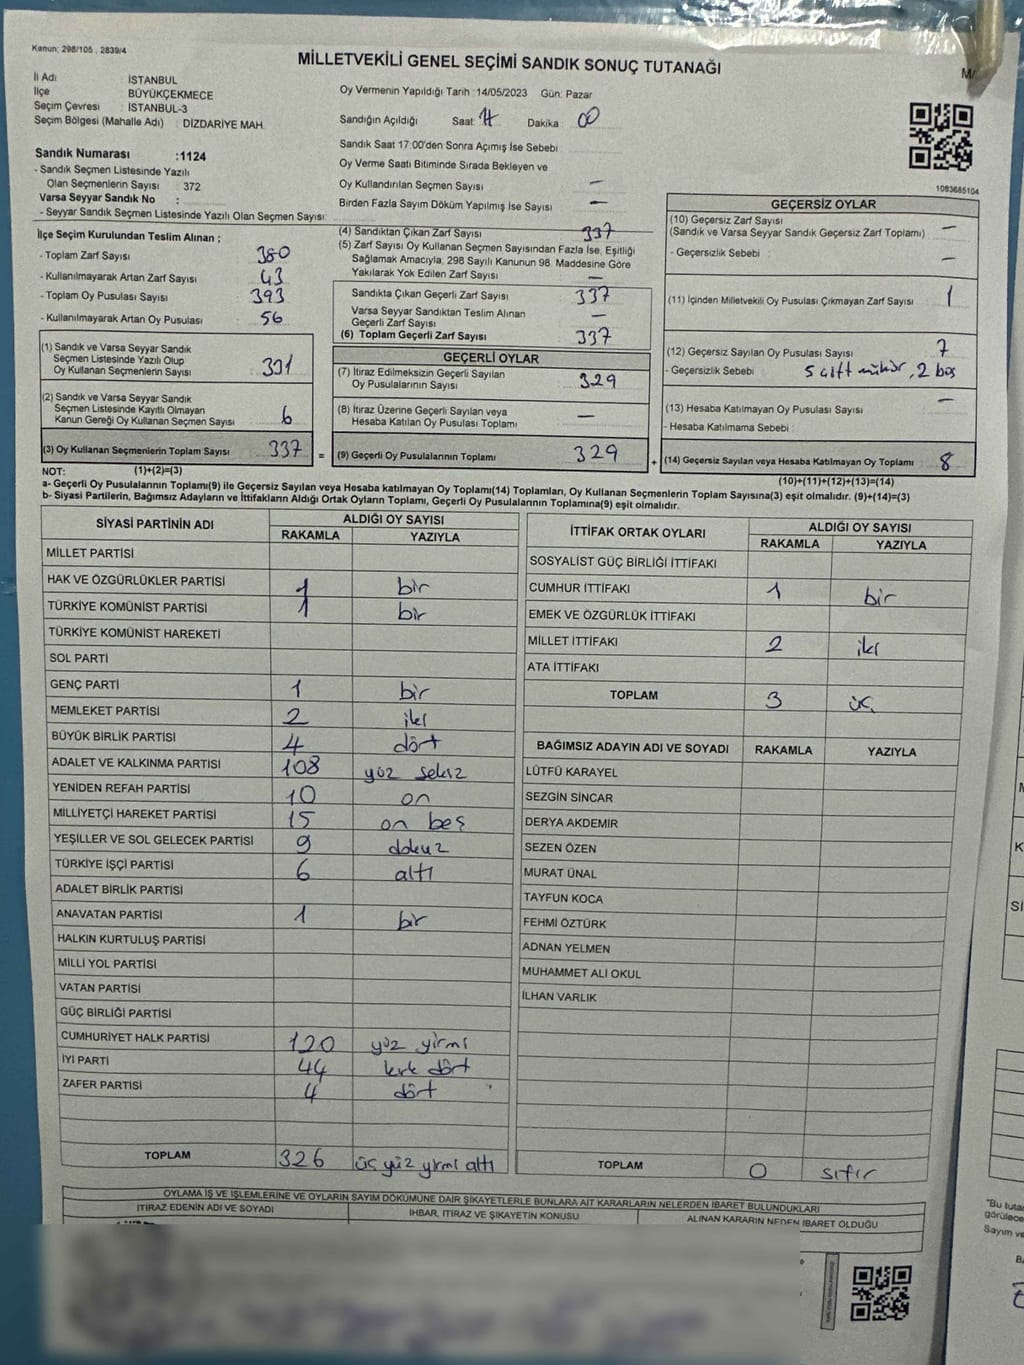 Kanun: 298/105 , 2839/4
MİLLETVEKİLİ GENEL SEÇİMİ SANDIK SONUÇ TUTANAĞI
İl Adı İSTANBUL
İlçe BÜYÜKÇEKMECE
Seçim Çevresi : İSTANBUL-3
Seçim Bölgesi (Mahalle Adı) : DİZDARİYE MAH.
Oy Vermenin Yapıldığı Tarih :14/05/2023 Gün: Pazar
Sandığın Açıldığı Saat: 17 Dakika : 00
Sandık Saat 17:00'den Sonra Açımış İse Sebebi
Oy Verme Saati Bitiminde Sırada Bekleyen ve
Oy Kullandırılan Seçmen Sayısı –
Birden Fazla Sayım Döküm Yapılmış İse Sayısı –
Sandık Numarası :1124
- Sandık Seçmen Listesinde Yazılı
Olan Seçmenlerin Sayısı : 372
Varsa Seyyar Sandık No :
- Seyyar Sandık Seçmen Listesinde Yazılı Olan Seçmen Sayısı:
1083685104
İlçe Seçim Kurulundan Teslim Alınan ;
- Toplam Zarf Sayısı 380
- Kullanılmayarak Artan Zarf Sayısı 43
- Toplam Oy Pusulası Sayısı 393
- Kullanılmayarak Artan Oy Pusulası 56
(1) Sandık ve Varsa Seyyar Sandık
Seçmen Listesinde Yazılı Olup
Oy Kullanan Seçmenlerin Sayısı 331
(2) Sandık ve Varsa Seyyar Sandık
Seçmen Listesinde Kayıtlı Olmayan
Kanun Gereği Oy Kullanan Seçmen Sayısı 6
(3) Oy Kullanan Seçmenlerin Toplam Sayısı 337 =
(4) Sandıktan Çıkan Zarf Sayısı 337
(5) Zarf Sayısı Oy Kullanan Seçmen Sayısından Fazla İse, Eşitliği
Sağlamak Amacıyla, 298 Sayılı Kanunun 98. Maddesine Göre
Yakılarak Yok Edilen Zarf Sayısı –
Sandıkta Çıkan Geçerli Zarf Sayısı 337
Varsa Seyyar Sandıktan Teslim Alınan
Geçerli Zarf Sayısı –
(6) Toplam Geçerli Zarf Sayısı 337
GEÇERLİ OYLAR
(7) İtiraz Edilmeksizin Geçerli Sayılan
Oy Pusulalarının Sayısı 329
(8) İtiraz Üzerine Geçerli Sayılan veya
Hesaba Katılan Oy Pusulası Toplamı –
(9) Geçerli Oy Pusulalarının Toplamı 329 +
GEÇERSİZ OYLAR
(10) Geçersiz Zarf Sayısı –
(Sandık ve Varsa Seyyar Sandık Geçersiz Zarf Toplamı)
- Geçersizlik Sebebi : –
(11) İçinden Milletvekili Oy Pusulası Çıkmayan Zarf Sayısı 1
(12) Geçersiz Sayılan Oy Pusulası Sayısı 7
- Geçersizlik Sebebi : 5 çift mühür, 2 boş
(13) Hesaba Katılmayan Oy Pusulası Sayısı –
- Hesaba Katılmama Sebebi :
(14) Geçersiz Sayılan veya Hesaba Katılmayan Oy Toplamı 8
NOT: (1)+(2)=(3) (10)+(11)+(12)+(13)=(14)
a- Geçerli Oy Pusulalarının Toplamı(9) ile Geçersiz Sayılan veya Hesaba katılmayan Oy Toplamı(14) Toplamları, Oy Kullanan Seçmenlerin Toplam Sayısına(3) eşit olmalıdır. (9)+(14)=(3)
b- Siyasi Partilerin, Bağımsız Adayların ve İttifakların Aldığı Ortak Oyların Toplamı, Geçerli Oy Pusulalarının Toplamına(9) eşit olmalıdır.
SİYASİ PARTİNİN ADI ALDIĞI OY SAYISI
RAKAMLA YAZIYLA
MİLLET PARTİSİ
HAK VE ÖZGÜRLÜKLER PARTİSİ 1 bir
TÜRKİYE KOMÜNİST PARTİSİ 1 bir
TÜRKİYE KOMÜNİST HAREKETİ
SOL PARTİ
GENÇ PARTİ 1 bir
MEMLEKET PARTİSİ 2 iki
BÜYÜK BİRLİK PARTİSİ 4 dört
ADALET VE KALKINMA PARTİSİ 108 yüz sekiz
YENİDEN REFAH PARTİSİ 10 on
MİLLİYETÇİ HAREKET PARTİSİ 15 on beş
YEŞİLLER VE SOL GELECEK PARTİSİ 9 dokuz
TÜRKİYE İŞÇİ PARTİSİ 6 altı
ADALET BİRLİK PARTİSİ
ANAVATAN PARTİSİ 1 bir
HALKIN KURTULUŞ PARTİSİ
MİLLİ YOL PARTİSİ
VATAN PARTİSİ
GÜÇ BİRLİĞİ PARTİSİ
CUMHURİYET HALK PARTİSİ 120 yüz yirmi
İYİ PARTİ 44 kırk dört
ZAFER PARTİSİ 4 dört
TOPLAM 326 üç yüz yirmi altı
İTTİFAK ORTAK OYLARI ALDIĞI OY SAYISI
RAKAMLA YAZIYLA
SOSYALİST GÜÇ BİRLİĞİ İTTİFAKI
CUMHUR İTTİFAKI 1 bir
EMEK VE ÖZGÜRLÜK İTTİFAKI
MİLLET İTTİFAKI 2 iki
ATA İTTİFAKI
TOPLAM 3 üç
BAĞIMSIZ ADAYIN ADI VE SOYADI RAKAMLA YAZIYLA
LÜTFÜ KARAYEL
SEZGİN SİNCAR
DERYA AKDEMİR
SEZEN ÖZEN
MURAT ÜNAL
TAYFUN KOCA
FEHMİ ÖZTÜRK
ADNAN YELMEN
MUHAMMET ALİ OKUL
İLHAN VARLIK
TOPLAM 0 sıfır
OYLAMA İŞ VE İŞLEMLERİNE VE OYLARIN SAYIM DÖKÜMÜNE DAİR ŞİKAYETLERLE BUNLARA AİT KARARLARIN NELERDEN İBARET BULUNDUKLARI
İTİRAZ EDENİN ADI VE SOYADI İHBAR, İTİRAZ VE ŞİKAYETİN KONUSU ALINAN KARARIN NEDEN İBARET OLDUĞU
"Bu tuta
görülece
Sayım ve